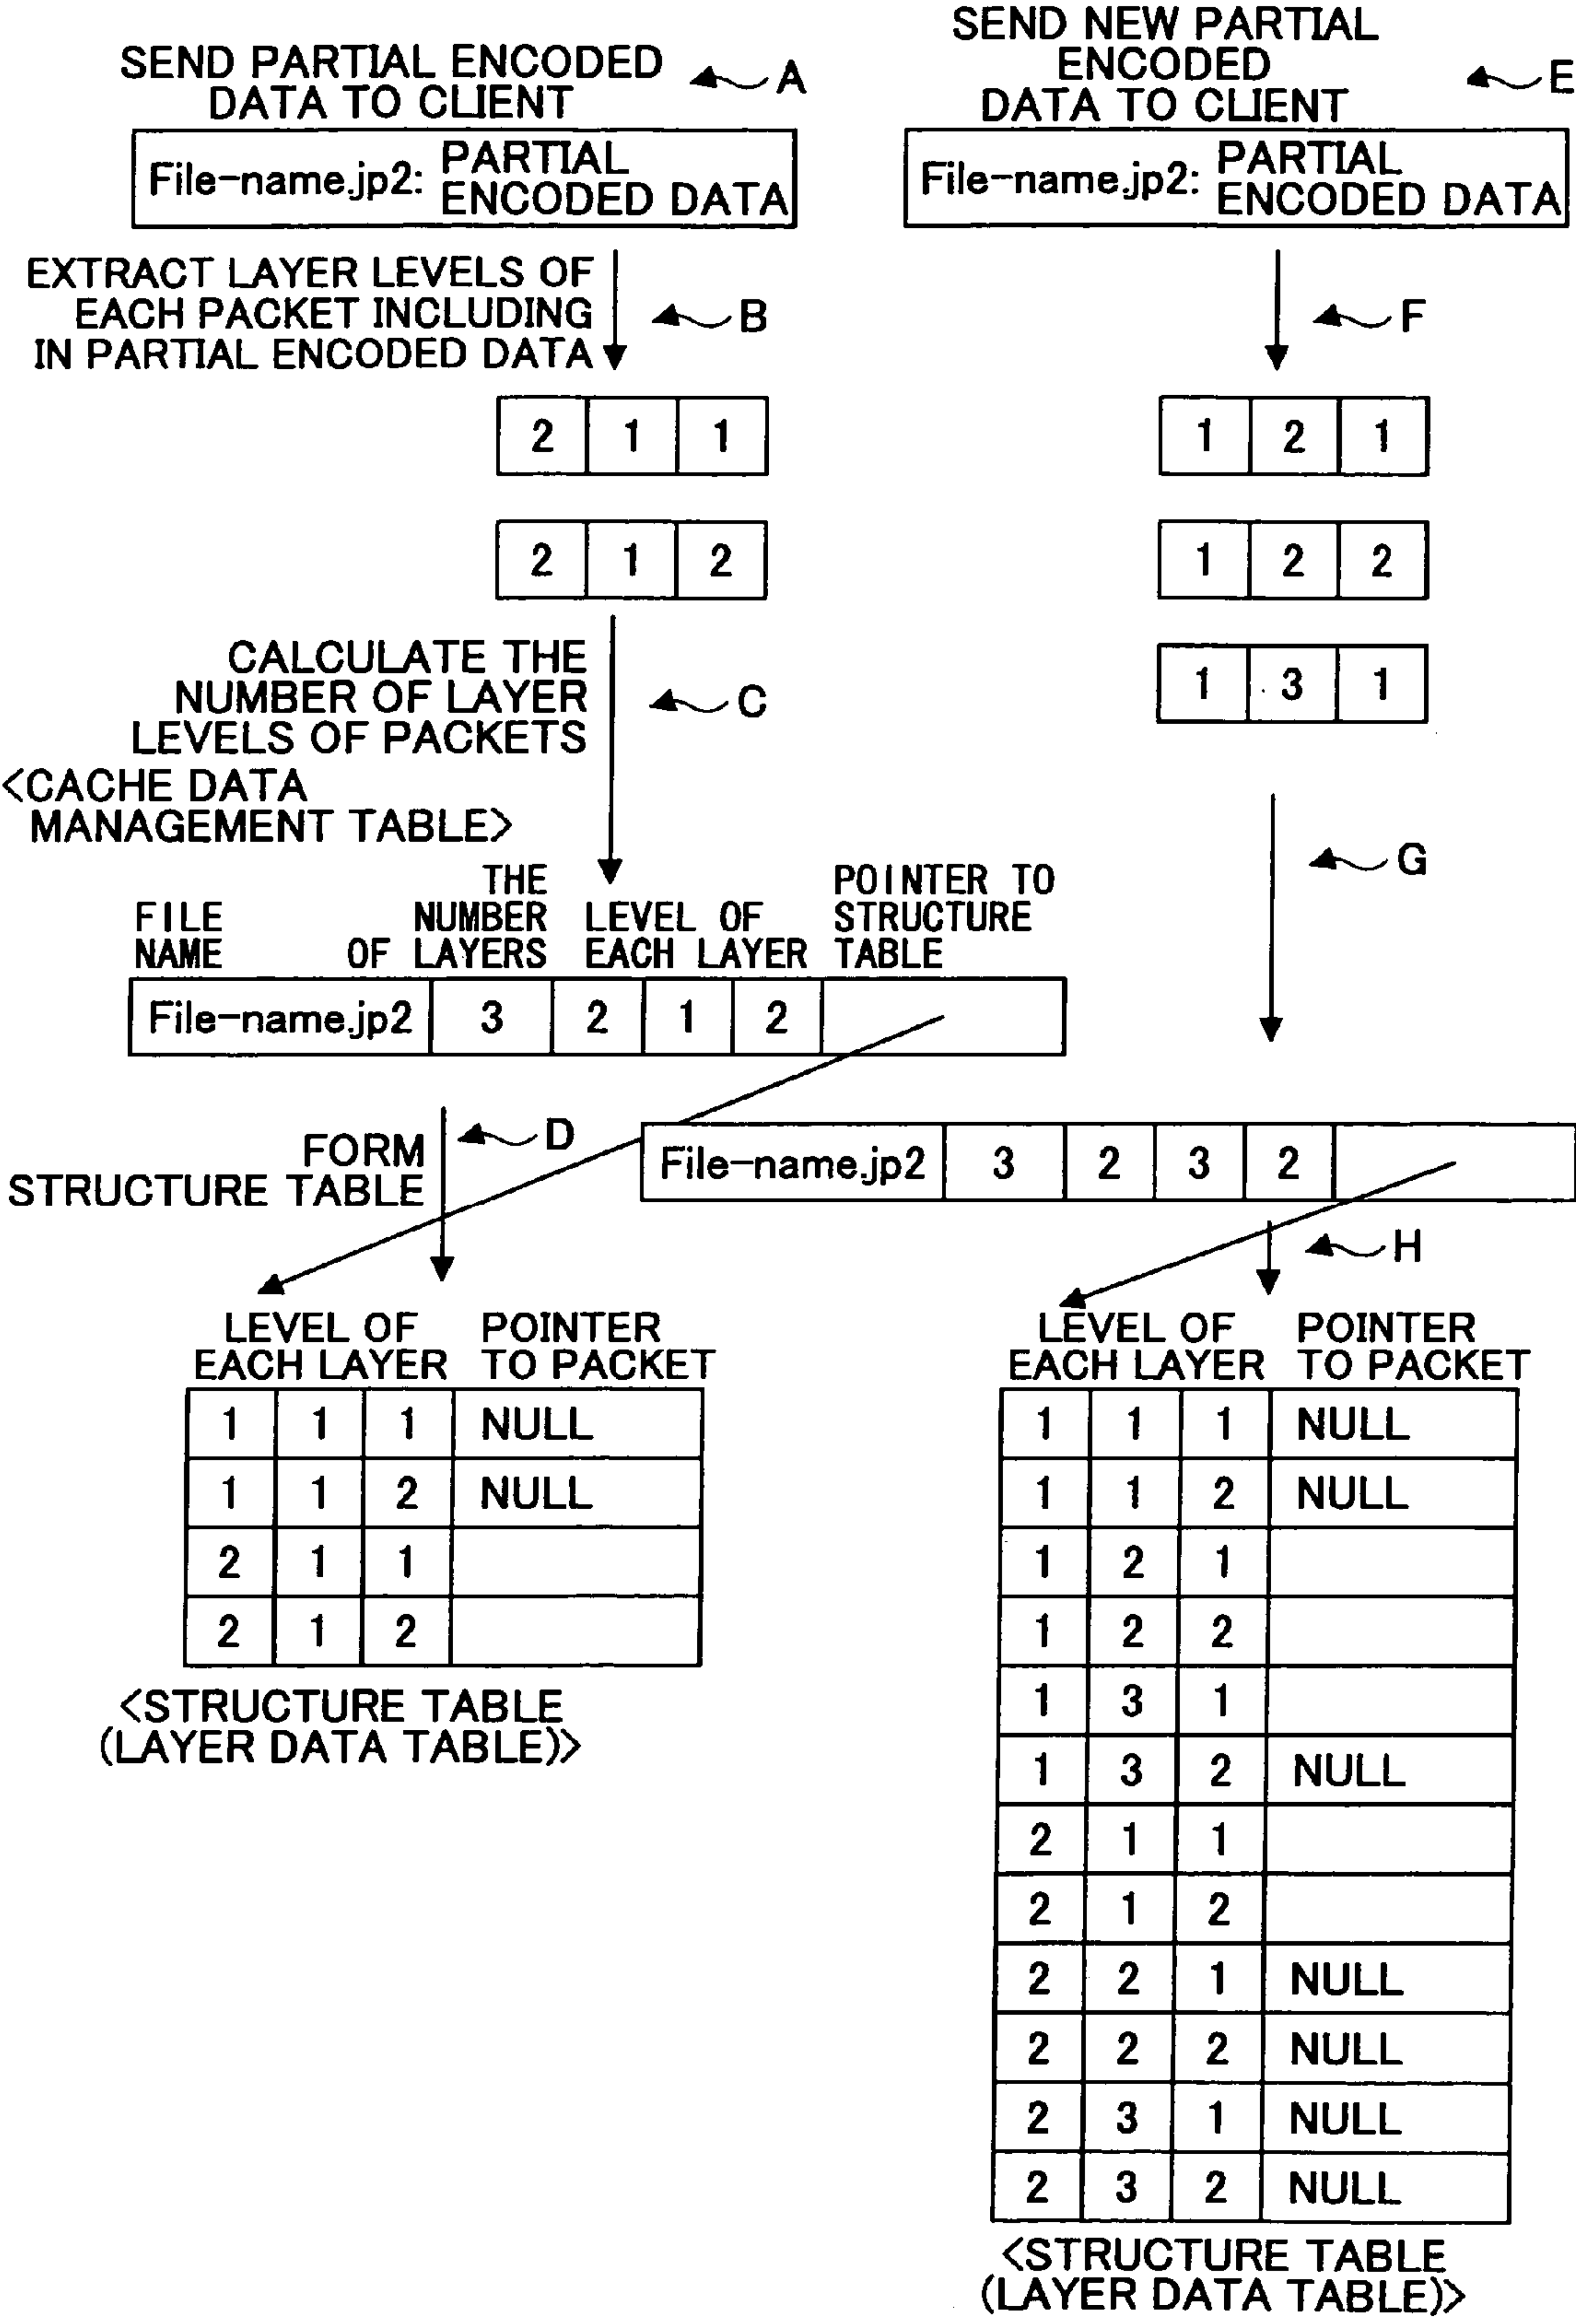 SEND PARTIAL ENCODED
DATA TO CLIENT
A
File-name.jp2: PARTIAL
ENCODED DATA
EXTRACT LAYER LEVELS OF
EACH PACKET INCLUDING
IN PARTIAL ENCODED DATA
B
2 1 1
2 1 2
CALCULATE THE
NUMBER OF LAYER
LEVELS OF PACKETS
C
<CACHE DATA
MANAGEMENT TABLE>
FILE
NAME
THE
NUMBER
OF LAYERS
LEVEL OF
EACH LAYER
POINTER TO
STRUCTURE
TABLE
File-name.jp2 3 2 1 2
FORM
STRUCTURE TABLE
D
LEVEL OF
EACH LAYER
POINTER
TO PACKET
1 1 1 NULL
1 1 2 NULL
2 1 1
2 1 2
<STRUCTURE TABLE
(LAYER DATA TABLE)>
SEND NEW PARTIAL
ENCODED
DATA TO CLIENT
E
File-name.jp2: PARTIAL
ENCODED DATA
F
1 2 1
1 2 2
1 3 1
G
File-name.jp2 3 2 3 2
H
LEVEL OF
EACH LAYER
POINTER
TO PACKET
1 1 1 NULL
1 1 2 NULL
1 2 1
1 2 2
1 3 1
1 3 2 NULL
2 1 1
2 1 2
2 2 1 NULL
2 2 2 NULL
2 3 1 NULL
2 3 2 NULL
<STRUCTURE TABLE
(LAYER DATA TABLE)>